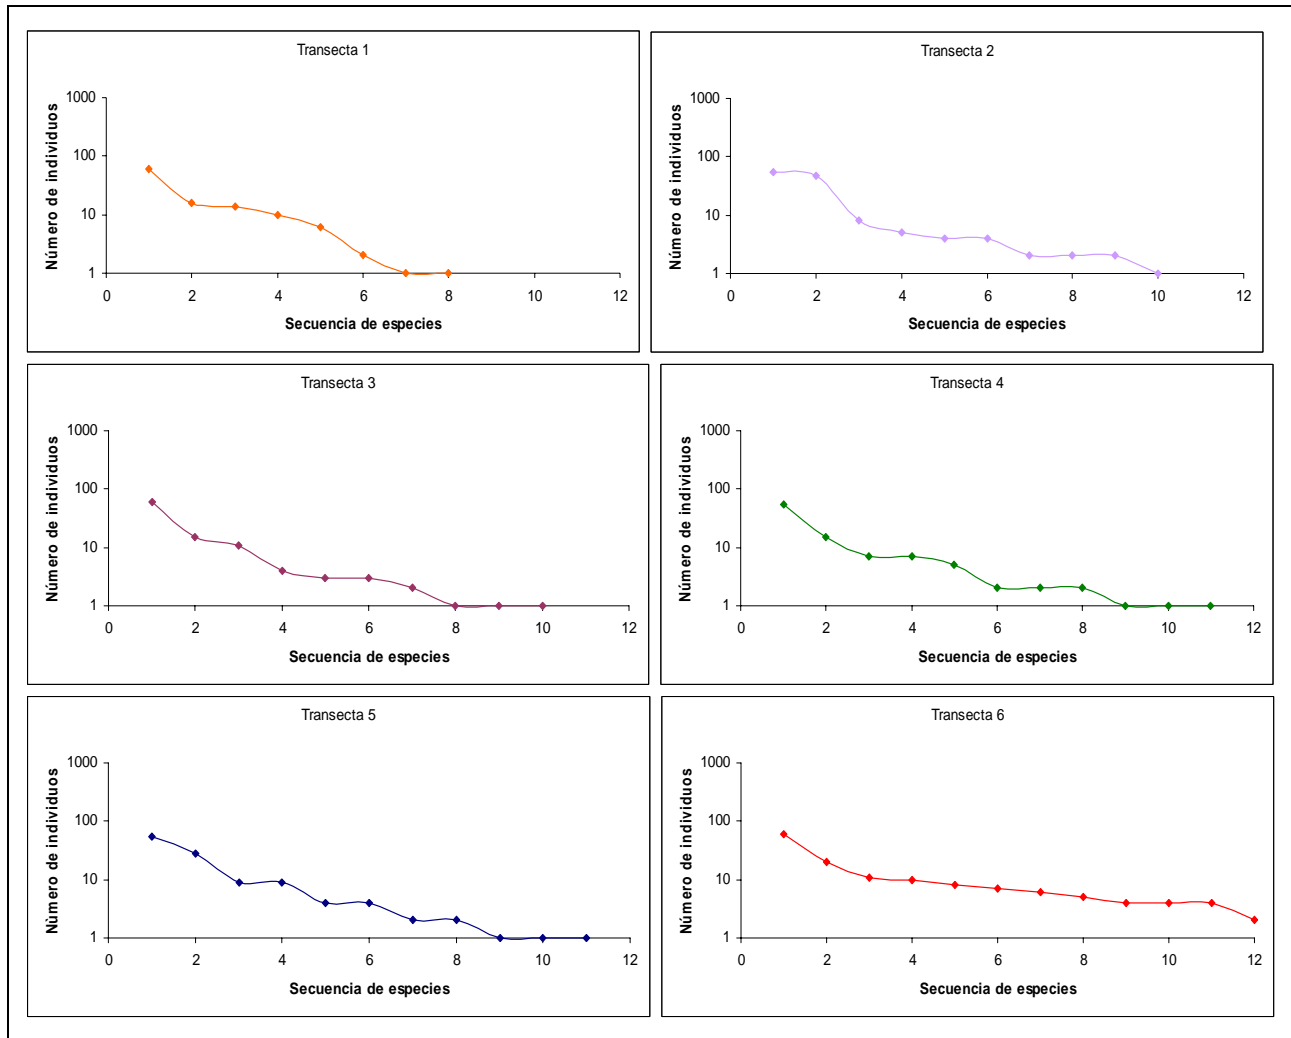 Transecta 1
Número de individuos
1000
100
10
1
0 2 4 6 8 10 12
Secuencia de especies
Transecta 2
Número de individuos
1000
100
10
1
0 2 4 6 8 10 12
Secuencia de especies
Transecta 3
Número de individuos
1000
100
10
1
0 2 4 6 8 10 12
Secuencia de especies
Transecta 4
Número de individuos
1000
100
10
1
0 2 4 6 8 10 12
Secuencia de especies
Transecta 5
Número de individuos
1000
100
10
1
0 2 4 6 8 10 12
Secuencia de especies
Transecta 6
Número de individuos
1000
100
10
1
0 2 4 6 8 10 12
Secuencia de especies